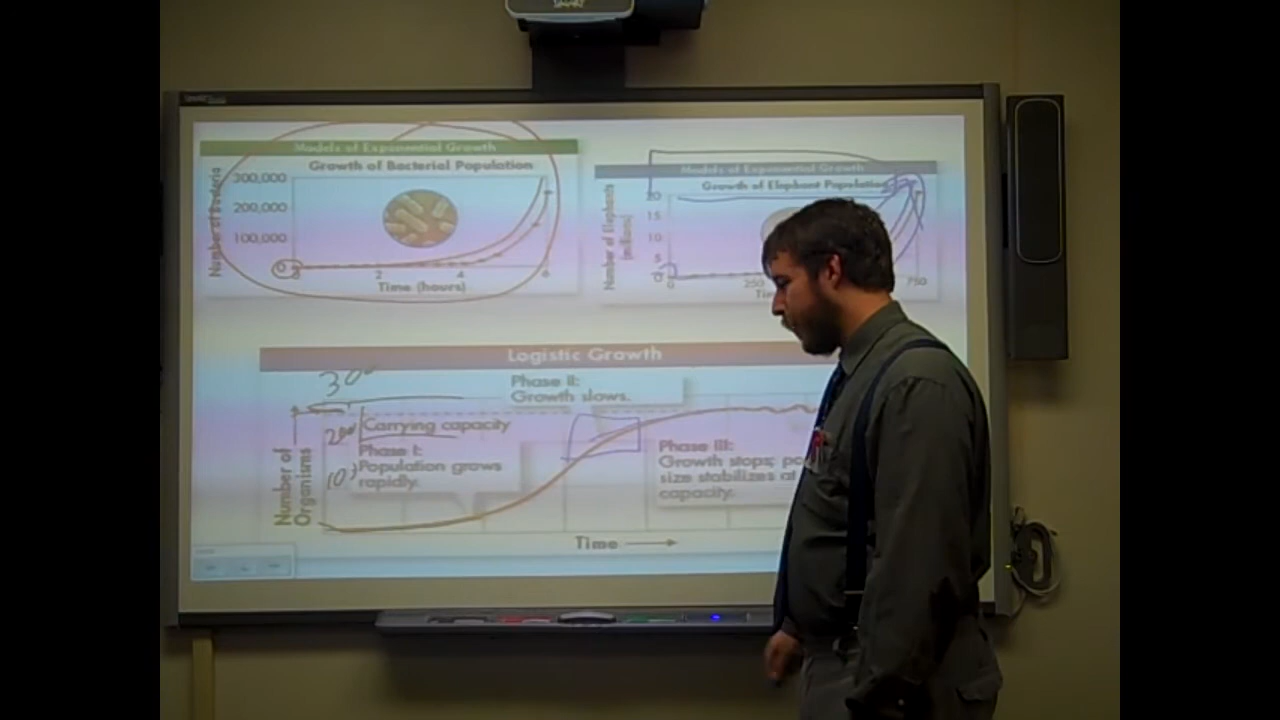 Models of Exponential Growth
Growth of Bacterial Population
Number of Bacteria
300,000
200,000
100,000
0
0
2
4
6
Time (hours)
Models of Exponential Growth
Growth of Elephant Population
Number of Elephants
(millions)
20
15
10
5
0
0
250
750
Logistic Growth
300
Phase II:
Growth slows.
200
Carrying capacity
Phase I:
Population grows
rapidly.
Phase III:
Growth stops;
size stabilizes at
capacity.
Number of
Organisms
Time